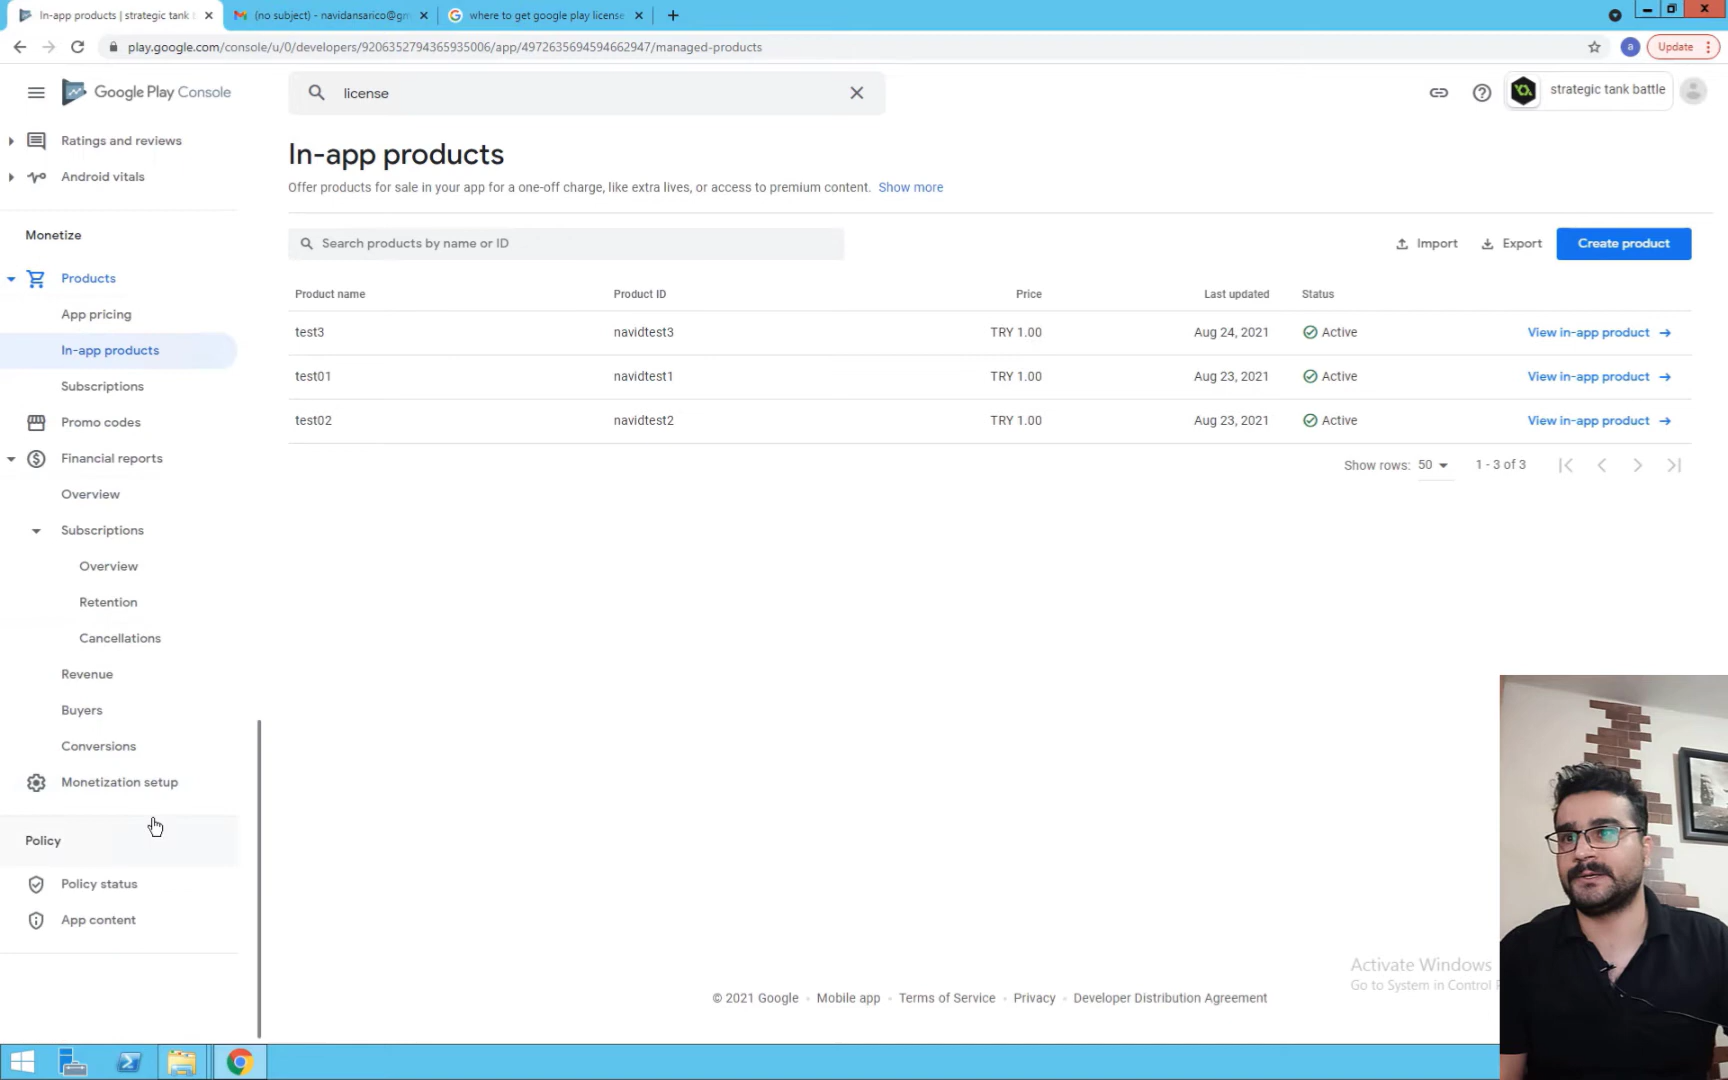 In-app products | strategic tank
(no subject) - navidansarico@gm
where to get google play license
play.google.com/console/u/0/developers/9206352794365935006/app/4972635694594662947/managed-products
a
Update
Google Play Console
license
strategic tank battle
Ratings and reviews
Android vitals
Monetize
Products
App pricing
In-app products
Subscriptions
Promo codes
Financial reports
Overview
Subscriptions
Overview
Retention
Cancellations
Revenue
Buyers
Conversions
Monetization setup
Policy
Policy status
App content
In-app products
Offer products for sale in your app for a one-off charge, like extra lives, or access to premium content. Show more
Search products by name or ID
Import
Export
Create product
Product name Product ID Price Last updated Status
test3 navidtest3 TRY 1.00 Aug 24, 2021 Active View in-app product
test01 navidtest1 TRY 1.00 Aug 23, 2021 Active View in-app product
test02 navidtest2 TRY 1.00 Aug 23, 2021 Active View in-app product
Show rows: 50 1 - 3 of 3
Activate Windows
Go to System in Control
© 2021 Google • Mobile app • Terms of Service • Privacy • Developer Distribution Agreement